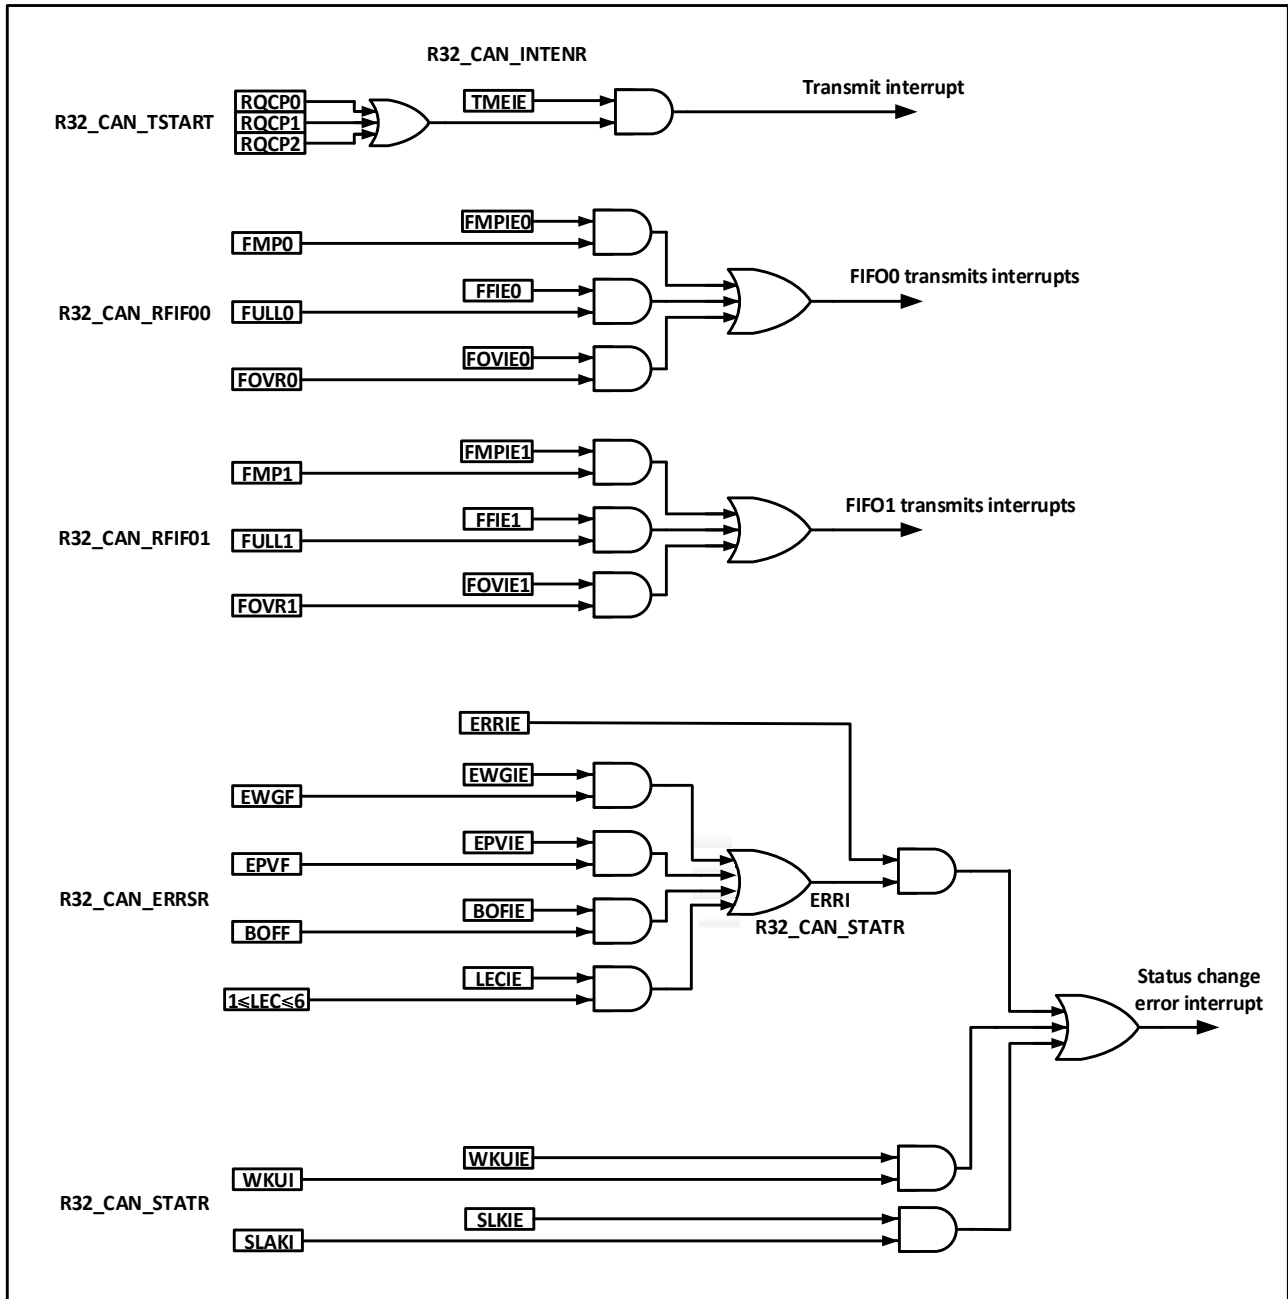 R32_CAN_INTENR
Transmit interrupt
RQCP0
TMEIE
R32_CAN_TSTART
RQCP1
RQCP2
FMPIE0
FMP0
FIFO0 transmits interrupts
FFIE0
R32_CAN_RFIF00
FULL0
FOVIE0
FOVR0
FMPIE1
FMP1
FIFO1 transmits interrupts
FFIE1
R32_CAN_RFIF01
FULL1
FOVIE1
FOVR1
ERRIE
EWGIE
EWGF
EPVIE
EPVF
R32_CAN_ERRSR
ERRI
BOFIE
R32_CAN_STATR
BOFF
LECIE
1≤LEC≤6
Status change
error interrupt
WKUIE
WKUI
R32_CAN_STATR
SLKIE
SLAKI